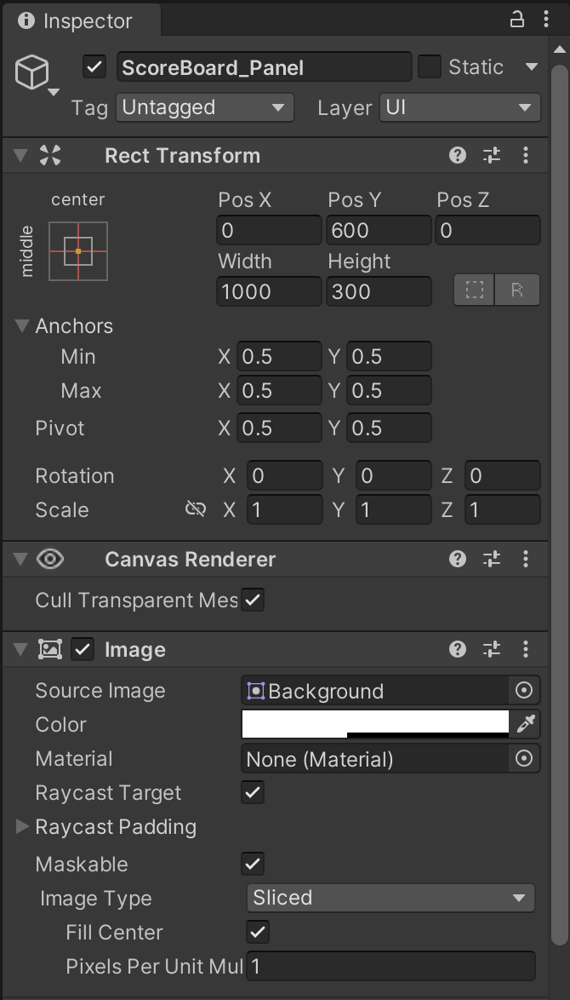 Inspector
ScoreBoard_Panel
Static
Tag Untagged Layer UI
Rect Transform
center
middle
Pos X Pos Y Pos Z
0 600 0
Width Height
1000 300
R
Anchors
Min X 0.5 Y 0.5
Max X 0.5 Y 0.5
Pivot X 0.5 Y 0.5
Rotation X 0 Y 0 Z 0
Scale X 1 Y 1 Z 1
Canvas Renderer
Cull Transparent Mes
Image
Source Image Background
Color
Material None (Material)
Raycast Target
Raycast Padding
Maskable
Image Type Sliced
Fill Center
Pixels Per Unit Mul 1